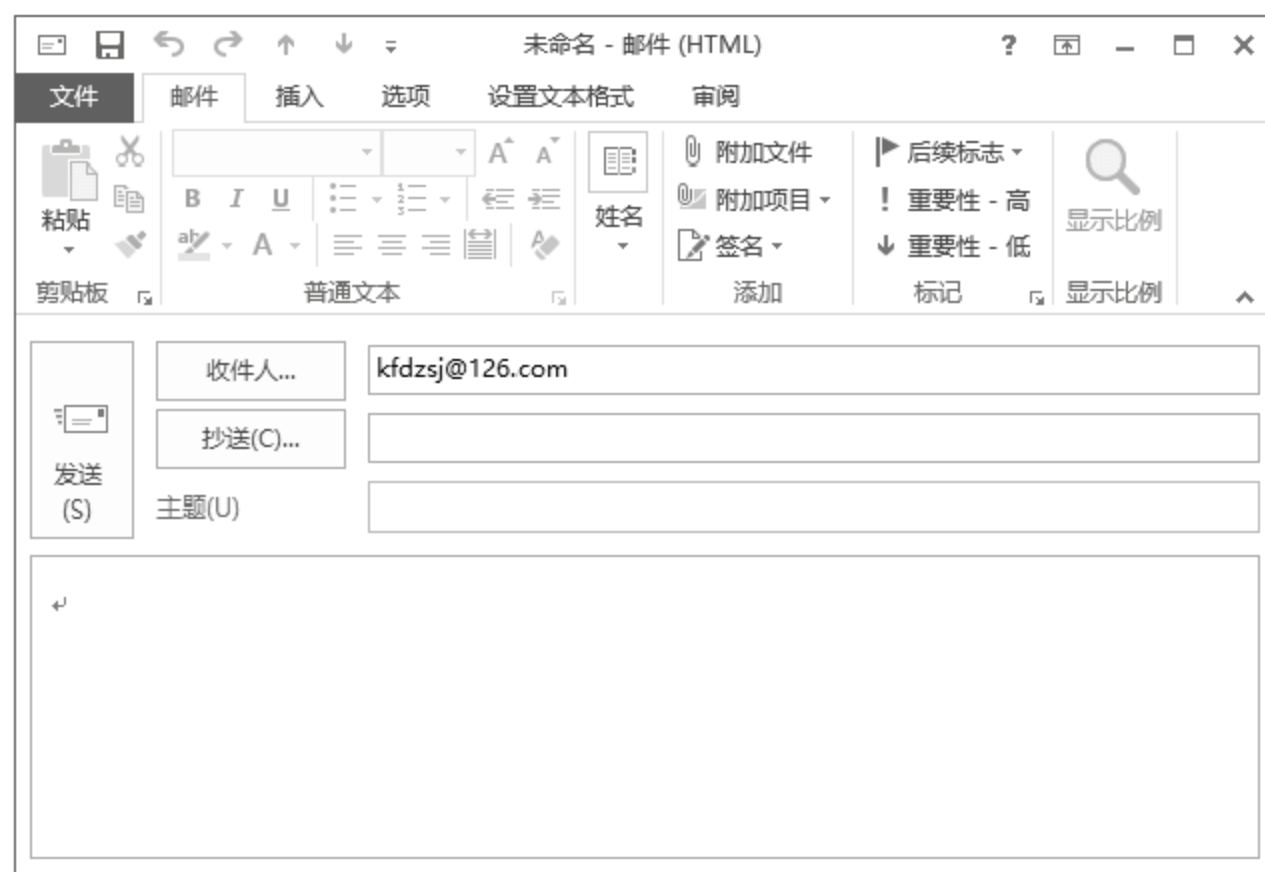 未命名 - 邮件 (HTML)
文件 邮件 插入 选项 设置文本格式 审阅
粘贴
B I U
abc A
A A
姓名
附加文件
附加项目
签名
后续标志
重要性 - 高
重要性 - 低
显示比例
剪贴板 普通文本 添加 标记 显示比例
发送
(S)
收件人... kfdzsj@126.com
抄送(C)...
主题(U)